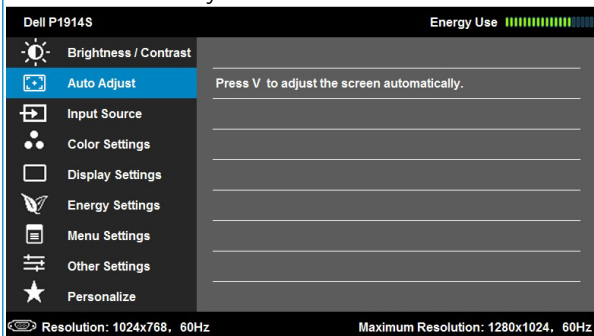 Dell P1914S Energy Use
Brightness / Contrast
Auto Adjust Press V to adjust the screen automatically.
Input Source
Color Settings
Display Settings
Energy Settings
Menu Settings
Other Settings
Personalize
Resolution: 1024x768, 60Hz Maximum Resolution: 1280x1024, 60Hz